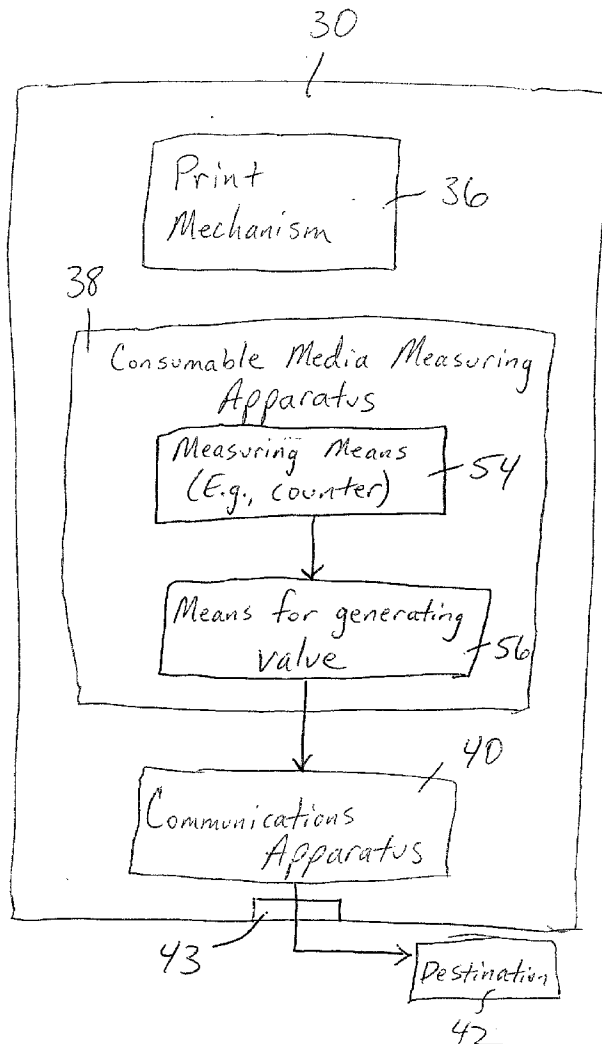 30
Print
Mechanism
36
38
Consumable Media Measuring
Apparatus
Measuring Means
(E.g., counter)
54
Means for generating
value
56
40
Communications
Apparatus
43
Destination
42